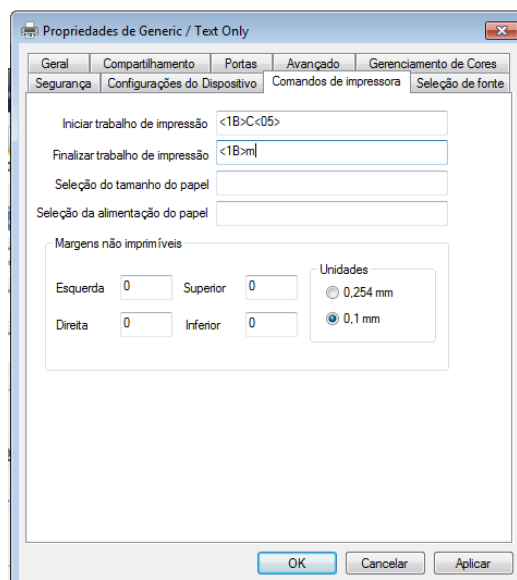 Propriedades de Generic / Text Only
Geral Compartilhamento Portas Avançado Gerenciamento de Cores
Segurança Configurações do Dispositivo Comandos de impressora Seleção de fonte
Iniciar trabalho de impressão <1B>C<05>
Finalizar trabalho de impressão <1B>m
Seleção do tamanho do papel
Seleção da alimentação do papel
Margens não imprimíveis
Unidades
Esquerda 0 Superior 0 0,254 mm
Direita 0 Inferior 0 0,1 mm
OK Cancelar Aplicar